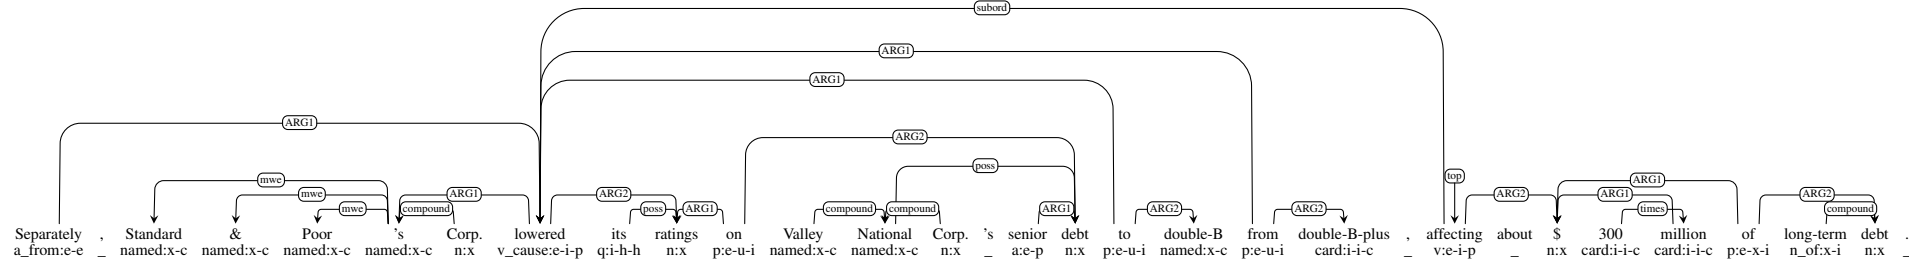 subord
ARG1
ARG1
ARG1
ARG2
poss
mwe
top
ARG1
mwe
ARG1
ARG2
ARG2
ARG1
ARG2
mwe
compound
poss
ARG1
compound
compound
ARG1
ARG2
ARG2
times
compound
Separately , Standard & Poor 's Corp. lowered its ratings on Valley National Corp. 's senior debt to double-B from double-B-plus , affecting about $ 300 million of long-term debt .
a_from:e-e _ named:x-c named:x-c named:x-c named:x-c n:x v_cause:e-i-p q:i-h-h n:x p:e-u-i named:x-c named:x-c n:x _ a:e-p n:x p:e-u-i named:x-c p:e-u-i card:i-i-c _ v:e-i-p _ n:x card:i-i-c card:i-i-c p:e-x-i n_of:x-i n:x _